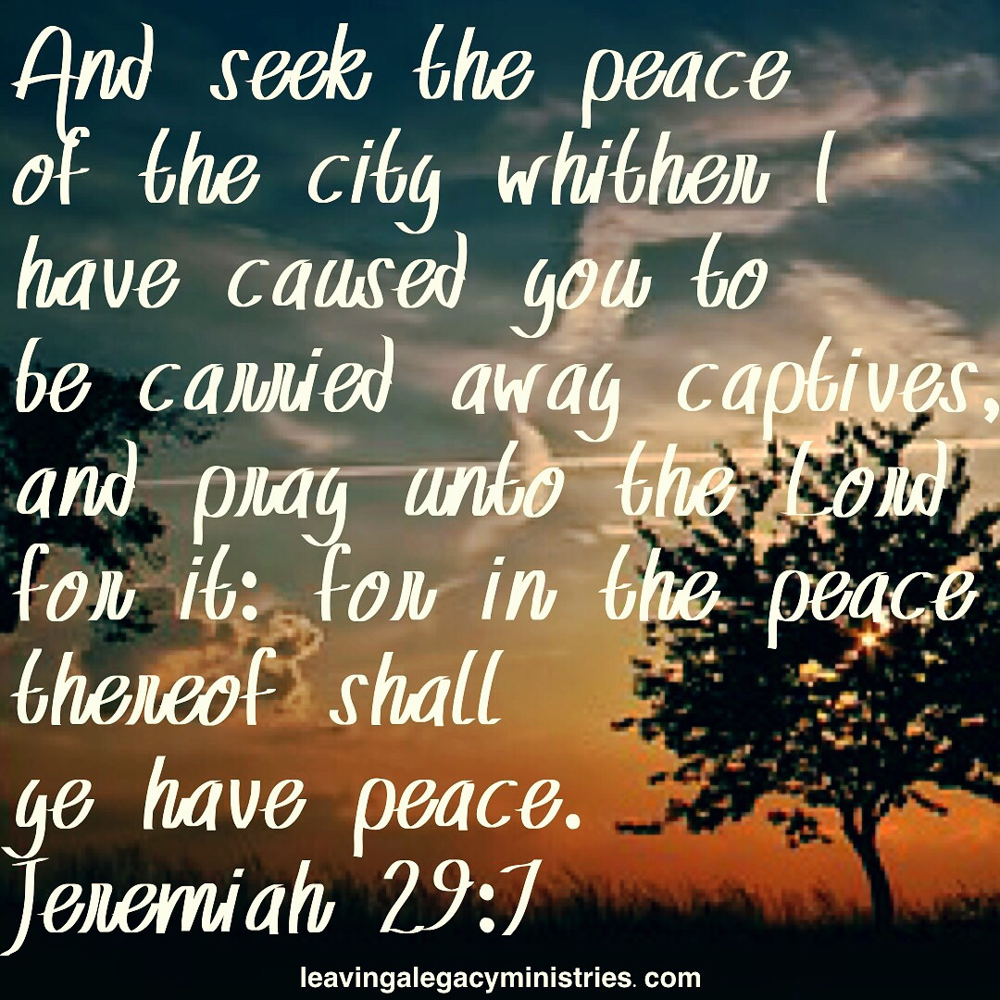 And seek the peace
of the city whither I
have caused you to
be carried away captives,
and pray unto the Lord
for it: for in the peace
thereof shall
ye have peace.
Jeremiah 29:7
leavingalegacyministries. com